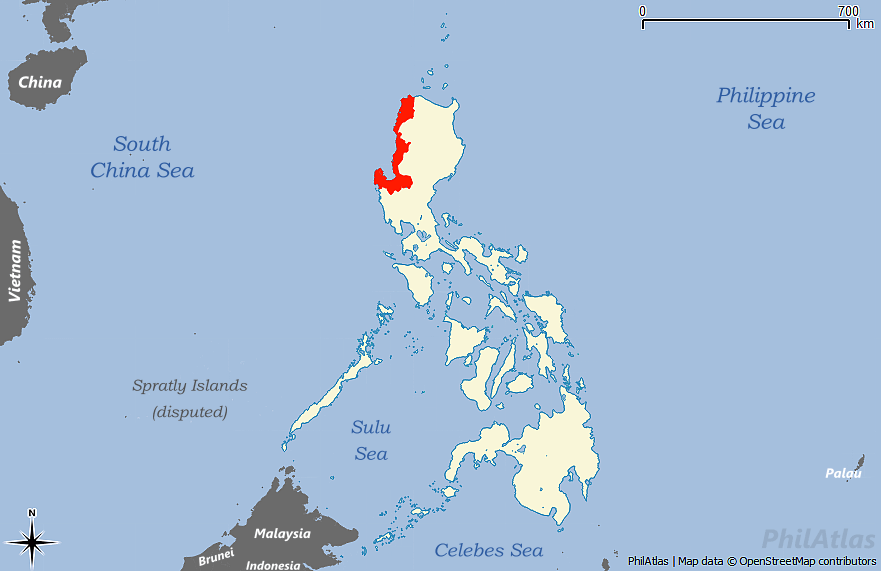 0 700
km
China
Philippine
Sea
South
China Sea
Vietnam
Spratly Islands
(disputed)
Sulu
Sea
Palau
N
Malaysia
Brunei
Indonesia
Celebes Sea
PhilAtlas
PhilAtlas | Map data © OpenStreetMap contributors